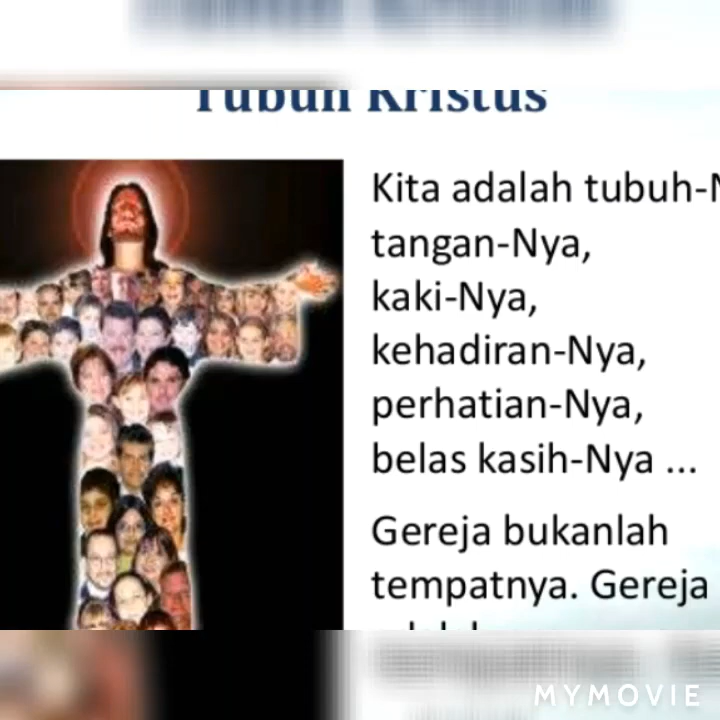 Tubuh Kristus
Kita adalah tubuh-N
tangan-Nya,
kaki-Nya,
kehadiran-Nya,
perhatian-Nya,
belas kasih-Nya ...
Gereja bukanlah
tempatnya. Gereja
MYMOVIE